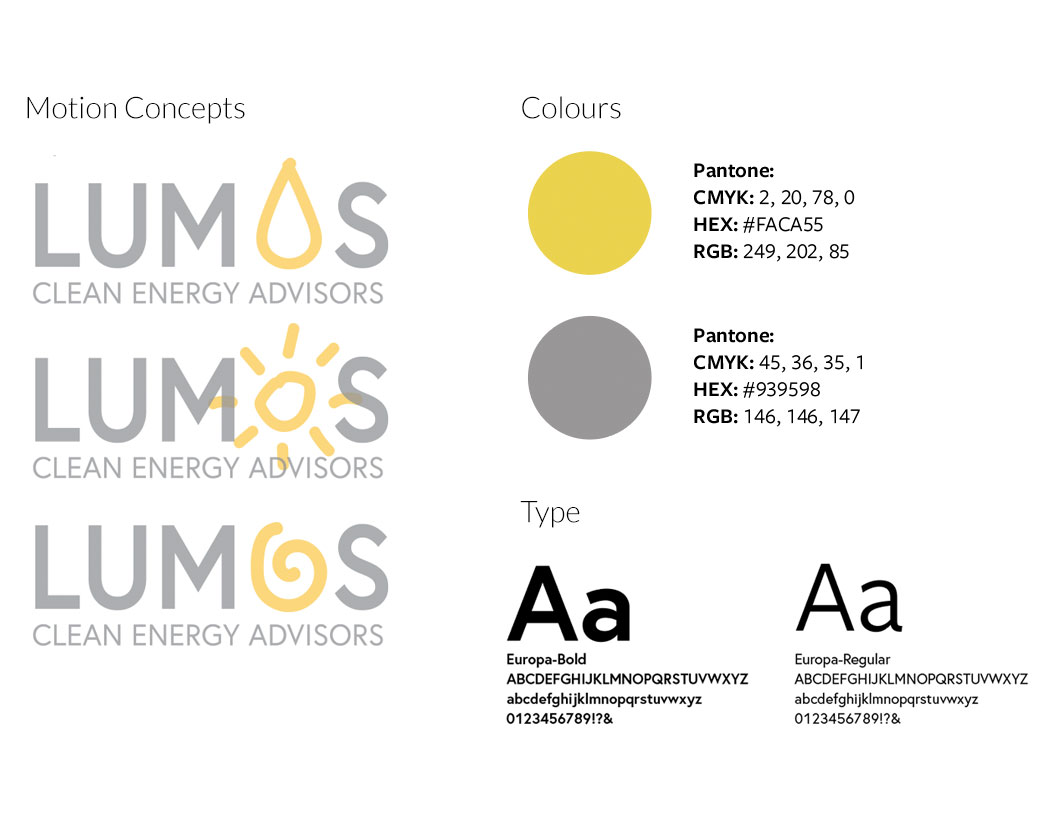 Motion Concepts
LUMOS
CLEAN ENERGY ADVISORS
LUMOS
CLEAN ENERGY ADVISORS
LUMOS
CLEAN ENERGY ADVISORS
Colours
Pantone:
CMYK: 2, 20, 78, 0
HEX: #FACA55
RGB: 249, 202, 85
Pantone:
CMYK: 45, 36, 35, 1
HEX: #939598
RGB: 146, 146, 147
Type
Aa
Europa-Bold
ABCDEFGHIJKLMNOPQRSTUVWXYZ
abcdefghijklmnopqrstuvwxyz
0123456789!?&
Aa
Europa-Regular
ABCDEFGHIJKLMNOPQRSTUVWXYZ
abcdefghijklmnopqrstuvwxyz
0123456789!?&